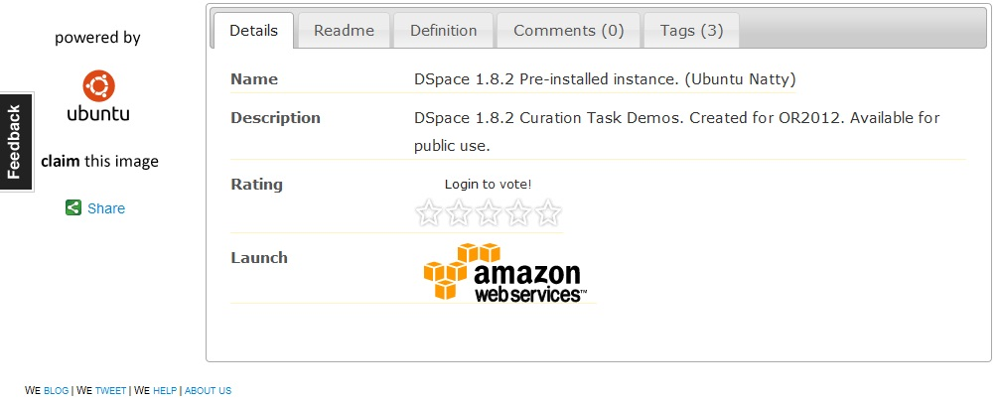 powered by
ubuntu
Feedback
claim this image
Share
Details Readme Definition Comments (0) Tags (3)
Name DSpace 1.8.2 Pre-installed instance. (Ubuntu Natty)
Description DSpace 1.8.2 Curation Task Demos. Created for OR2012. Available for
public use.
Rating Login to vote!
Launch amazon
webservices™
WE BLOG | WE TWEET | WE HELP | ABOUT US